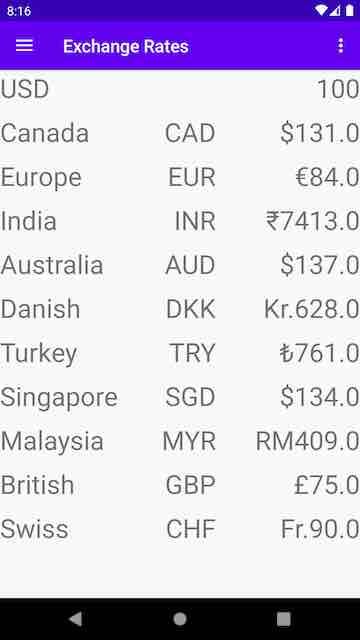 8:16
Exchange Rates
USD 100
Canada CAD $131.0
Europe EUR €84.0
India INR ₹7413.0
Australia AUD $137.0
Danish DKK Kr.628.0
Turkey TRY ₺761.0
Singapore SGD $134.0
Malaysia MYR RM409.0
British GBP £75.0
Swiss CHF Fr.90.0